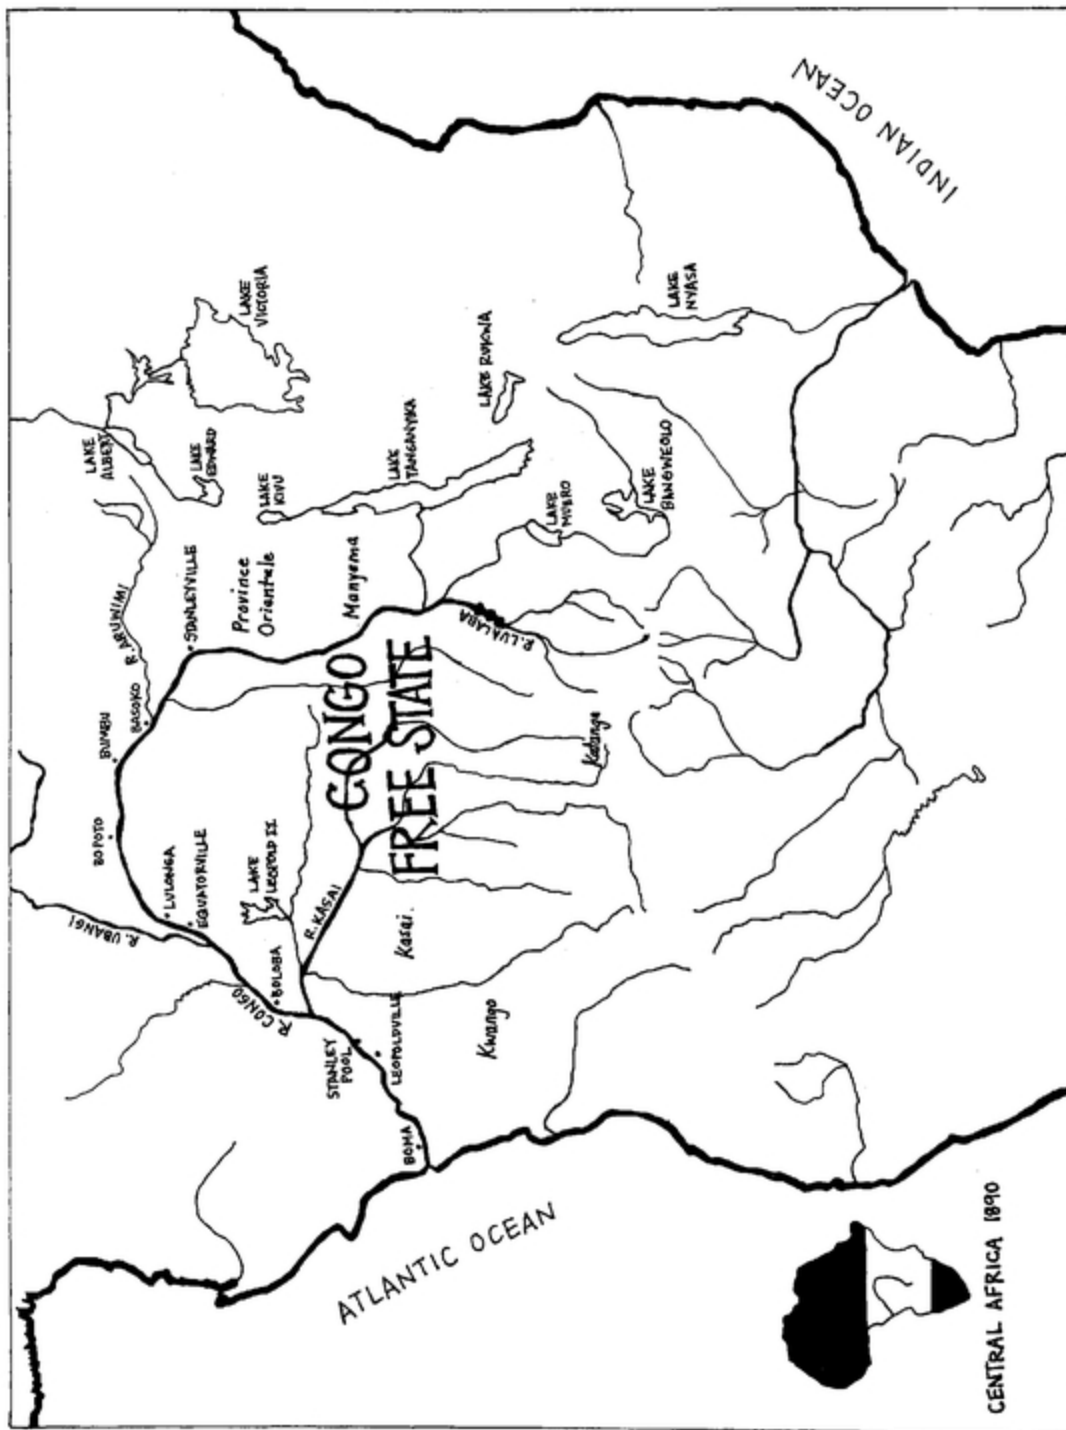 R. UBANGI
BOPOTO
BUMBU
BASOKO
R. ARUWIMI
LAKE
ALBERT
LULONGA
EQUATORVILLE
STANLEYVILLE
LAKE
EDWARD
LAKE
VICTORIA
R. CONGO
BOLOBA
LAKE
LEOPOLD II
Province
Orientale
LAKE
KIVU
STANLEY
POOL
LEOPOLDVILLE
R. KASAI
CONGO
FREE STATE
Manyema
LAKE
TANGANYIKA
BOMA
Kasai
Kwango
R. LUALABA
LAKE RUKWA
ATLANTIC OCEAN
LAKE
Katanga
LAKE
BANGWEOLO
LAKE
NYASA
INDIAN OCEAN
CENTRAL AFRICA 1890